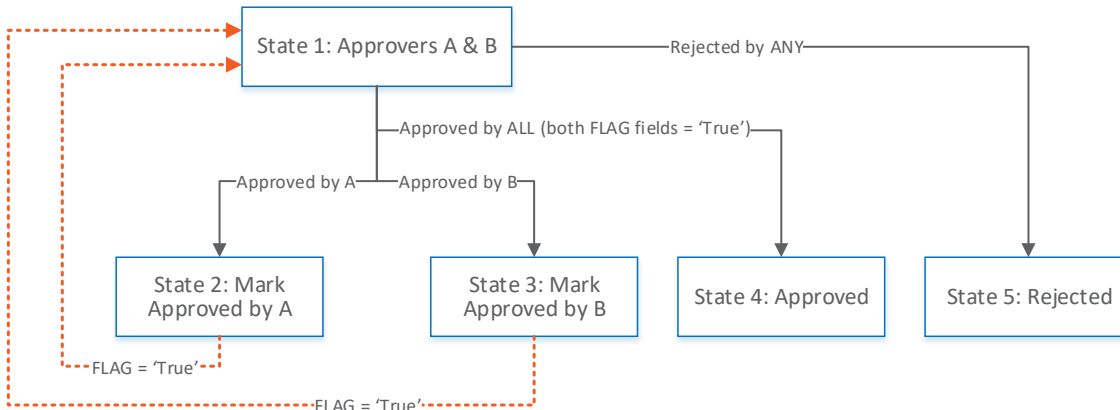 State 1: Approvers A & B
Rejected by ANY
Approved by ALL (both FLAG fields = ‘True’)
Approved by A
Approved by B
State 2: Mark
Approved by A
State 3: Mark
Approved by B
State 4: Approved
State 5: Rejected
FLAG = ‘True’
FLAG = ‘True’